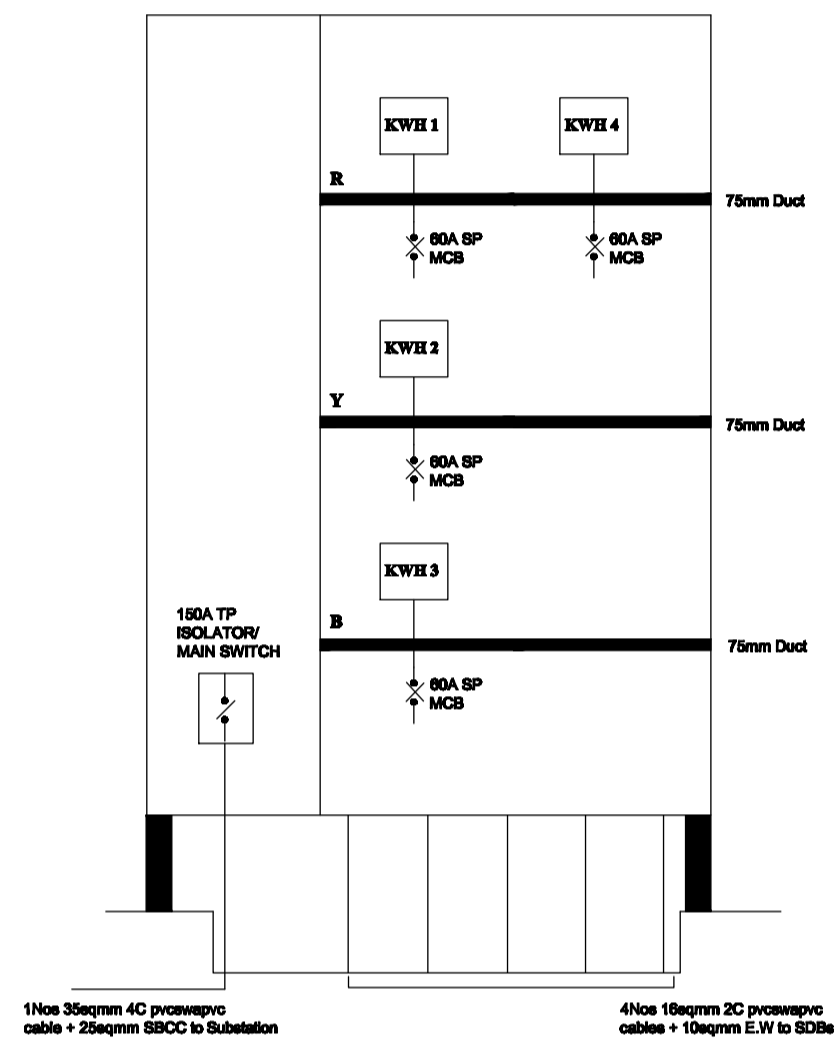 KWH 1
KWH 4
R
75mm Duct
60A SP
MCB
60A SP
MCB
KWH 2
Y
75mm Duct
60A SP
MCB
KWH 3
150A TP
ISOLATOR/
MAIN SWITCH
B
75mm Duct
60A SP
MCB
1Nos 35sqmm 4C pvcswapvc
cable + 25sqmm SBCC to Substation
4Nos 16sqmm 2C pvcswapvc
cables + 10sqmm E.W to SDBs